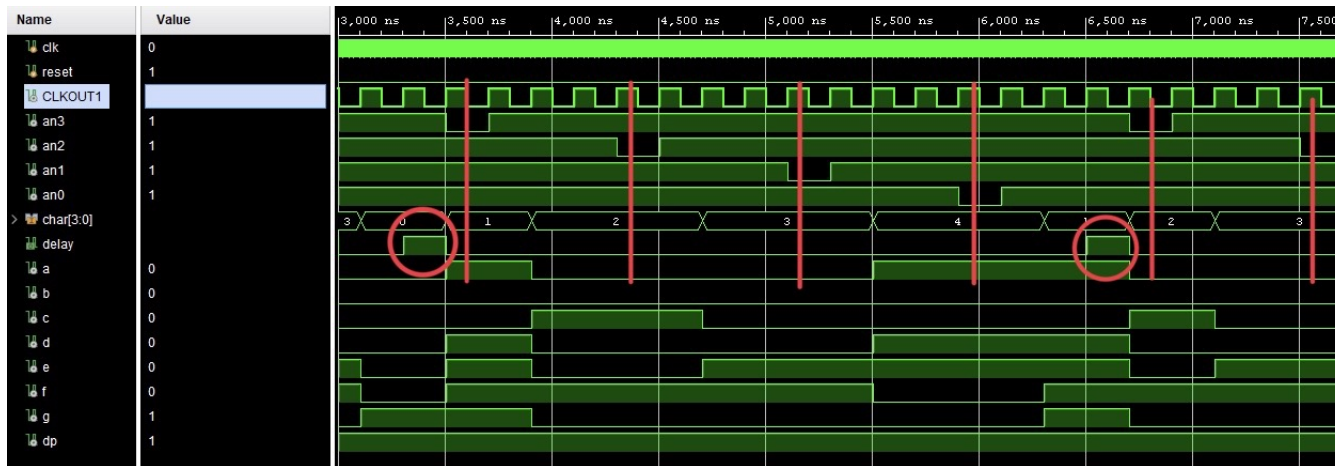 Name Value 3,000 ns 3,500 ns 4,000 ns 4,500 ns 5,000 ns 5,500 ns 6,000 ns 6,500 ns 7,000 ns 7,500
clk 0
reset 1
CLKOUT1
an3 1
an2 1
an1 1
an0 1
char[3:0] 3 0 1 2 3 4 1 2 3
delay
a 0
b 0
c 0
d 0
e 0
f 0
g 1
dp 1